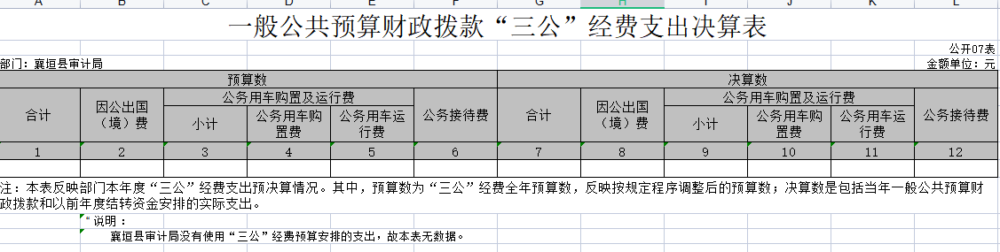 A B C D E F G H I J K L
一般公共预算财政拨款“三公”经费支出决算表
公开07表
部门：襄垣县审计局 金额单位：元
预算数 决算数
合计 因公出国（境）费 公务用车购置及运行费 公务接待费 合计 因公出国（境）费 公务用车购置及运行费 公务接待费
小计 公务用车购置费 公务用车运行费 小计 公务用车购置费 公务用车运行费
1 2 3 4 5 6 7 8 9 10 11 12
注：本表反映部门本年度“三公”经费支出预决算情况。其中，预算数为“三公”经费全年预算数，反映按规定程序调整后的预算数；决算数是包括当年一般公共预算财
政拨款和以前年度结转资金安排的实际支出。
“说明：
襄垣县审计局没有使用“三公”经费预算安排的支出，故本表无数据。